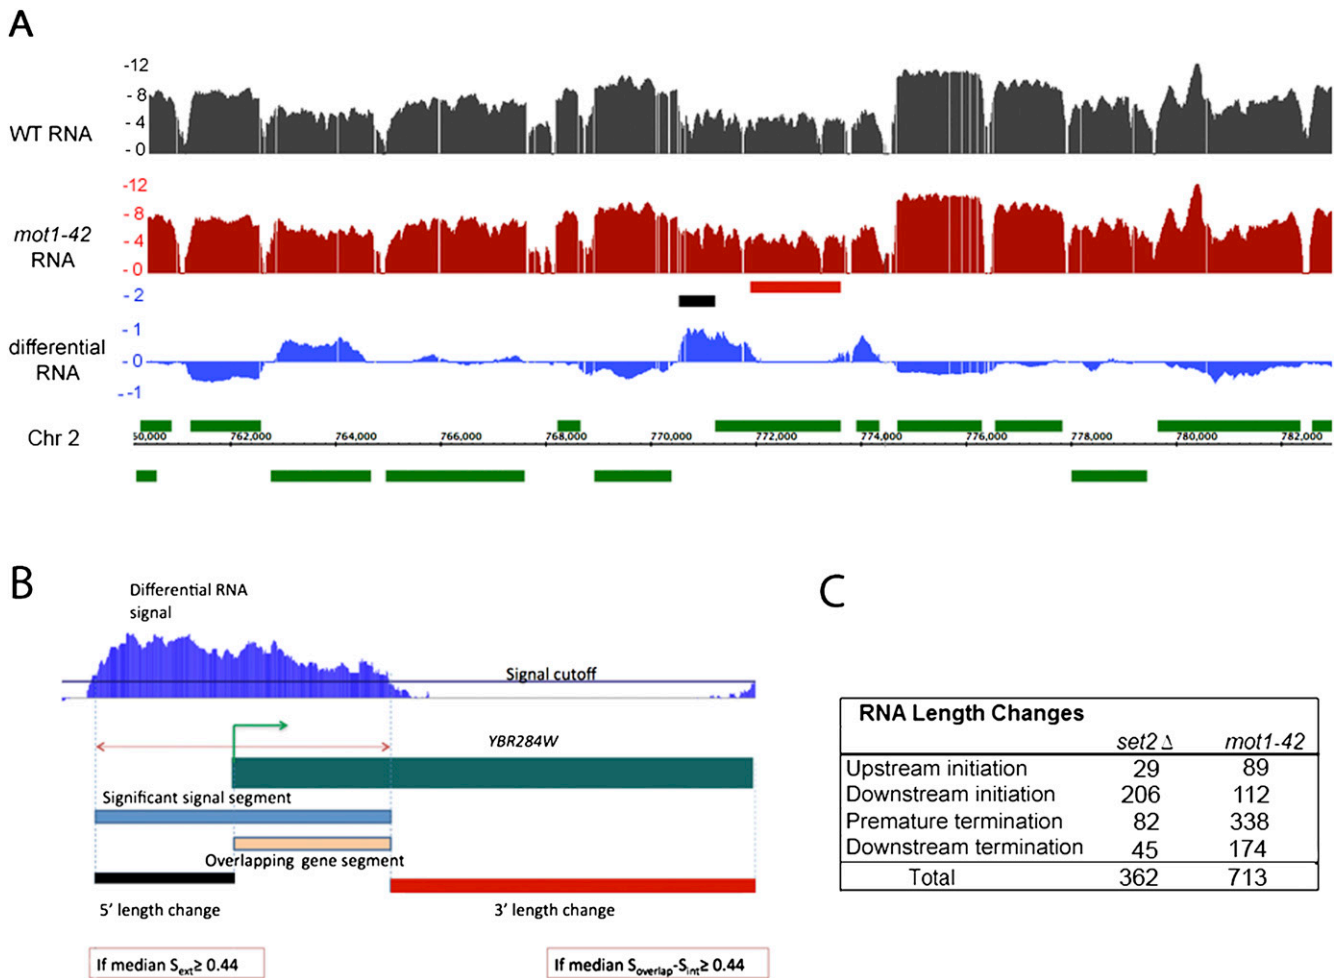 A
WT RNA
-12
- 8
- 4
- 0
mot1-42
RNA
-12
- 8
- 4
- 0
differential
RNA
- 2
- 1
- 0
- -1
Chr 2
50,000 762,000 764,000 766,000 768,000 770,000 772,000 774,000 776,000 778,000 780,000 782,000
B
Differential RNA
signal
Signal cutoff
YBR284W
Significant signal segment
Overlapping gene segment
5' length change
3' length change
If median Sext≥ 0.44
If median Soverlap-Sint≥ 0.44
C
RNA Length Changes
set2 Δ mot1-42
Upstream initiation 29 89
Downstream initiation 206 112
Premature termination 82 338
Downstream termination 45 174
Total 362 713